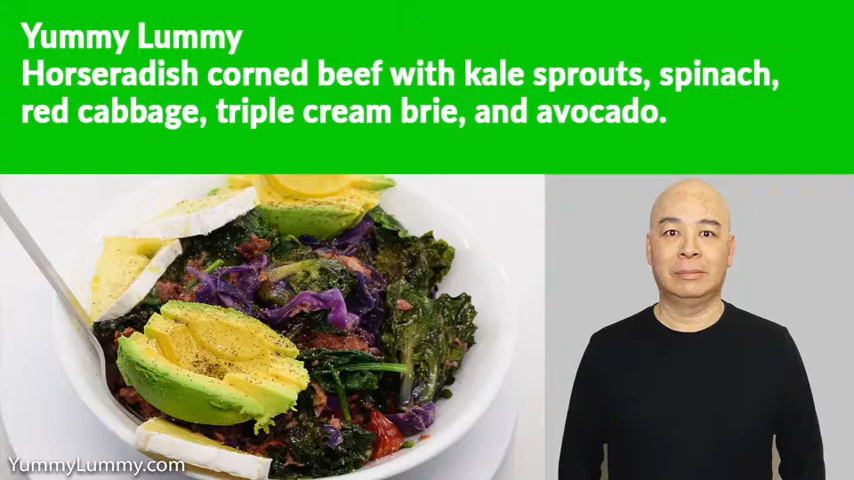 Yummy Lummy
Horseradish corned beef with kale sprouts, spinach,
red cabbage, triple cream brie, and avocado.
YummyLummy.com